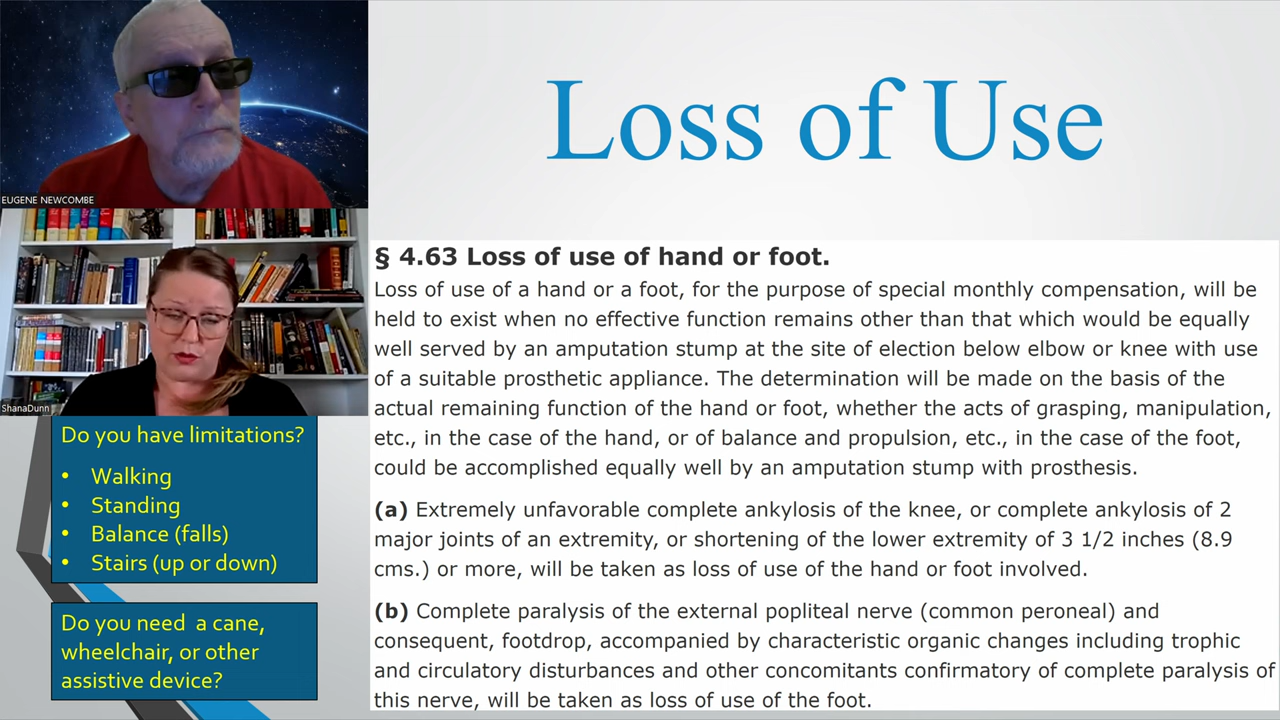 Loss of Use
EUGENE NEWCOMBE
ShanaDunn
Do you have limitations?
• Walking
• Standing
• Balance (falls)
• Stairs (up or down)
Do you need a cane,
wheelchair, or other
assistive device?
§ 4.63 Loss of use of hand or foot.
Loss of use of a hand or a foot, for the purpose of special monthly compensation, will be
held to exist when no effective function remains other than that which would be equally
well served by an amputation stump at the site of election below elbow or knee with use
of a suitable prosthetic appliance. The determination will be made on the basis of the
actual remaining function of the hand or foot, whether the acts of grasping, manipulation,
etc., in the case of the hand, or of balance and propulsion, etc., in the case of the foot,
could be accomplished equally well by an amputation stump with prosthesis.
(a) Extremely unfavorable complete ankylosis of the knee, or complete ankylosis of 2
major joints of an extremity, or shortening of the lower extremity of 3 1/2 inches (8.9
cms.) or more, will be taken as loss of use of the hand or foot involved.
(b) Complete paralysis of the external popliteal nerve (common peroneal) and
consequent, footdrop, accompanied by characteristic organic changes including trophic
and circulatory disturbances and other concomitants confirmatory of complete paralysis of
this nerve, will be taken as loss of use of the foot.